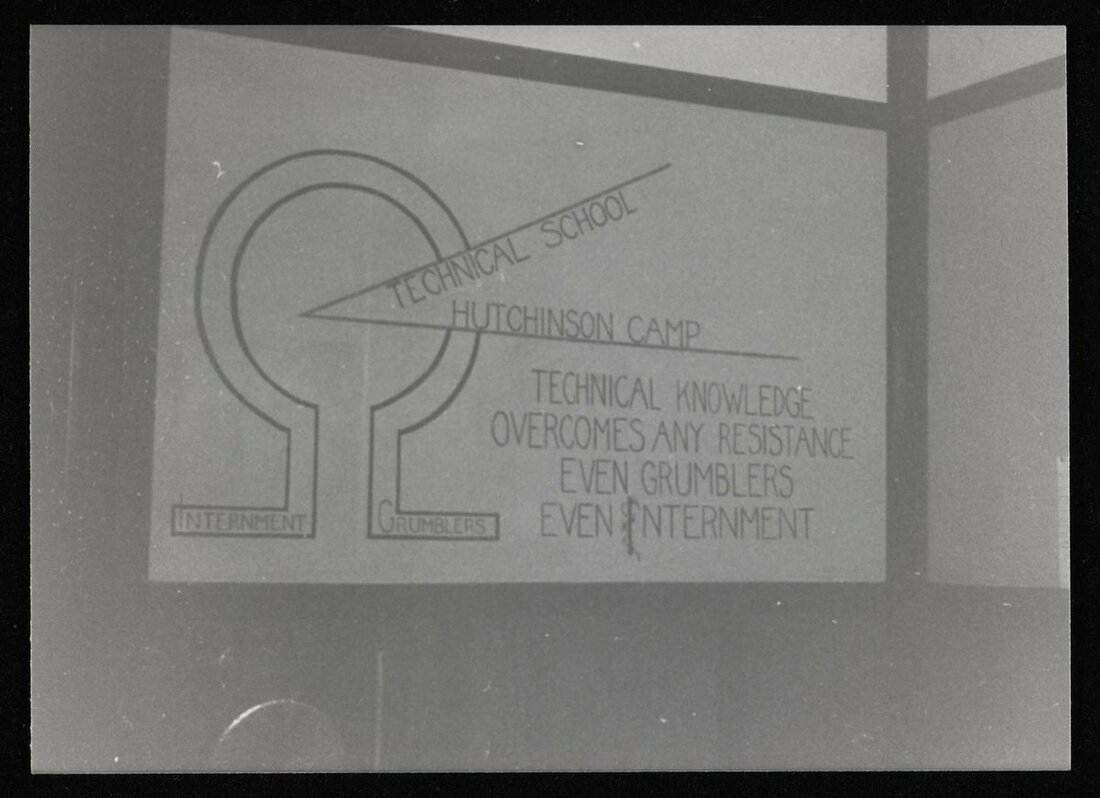 TECHNICAL SCHOOL
HUTCHINSON CAMP
TECHNICAL KNOWLEDGE
OVERCOMES ANY RESISTANCE
EVEN GRUMBLERS
EVEN INTERNMENT
INTERNMENT
GRUMBLERS